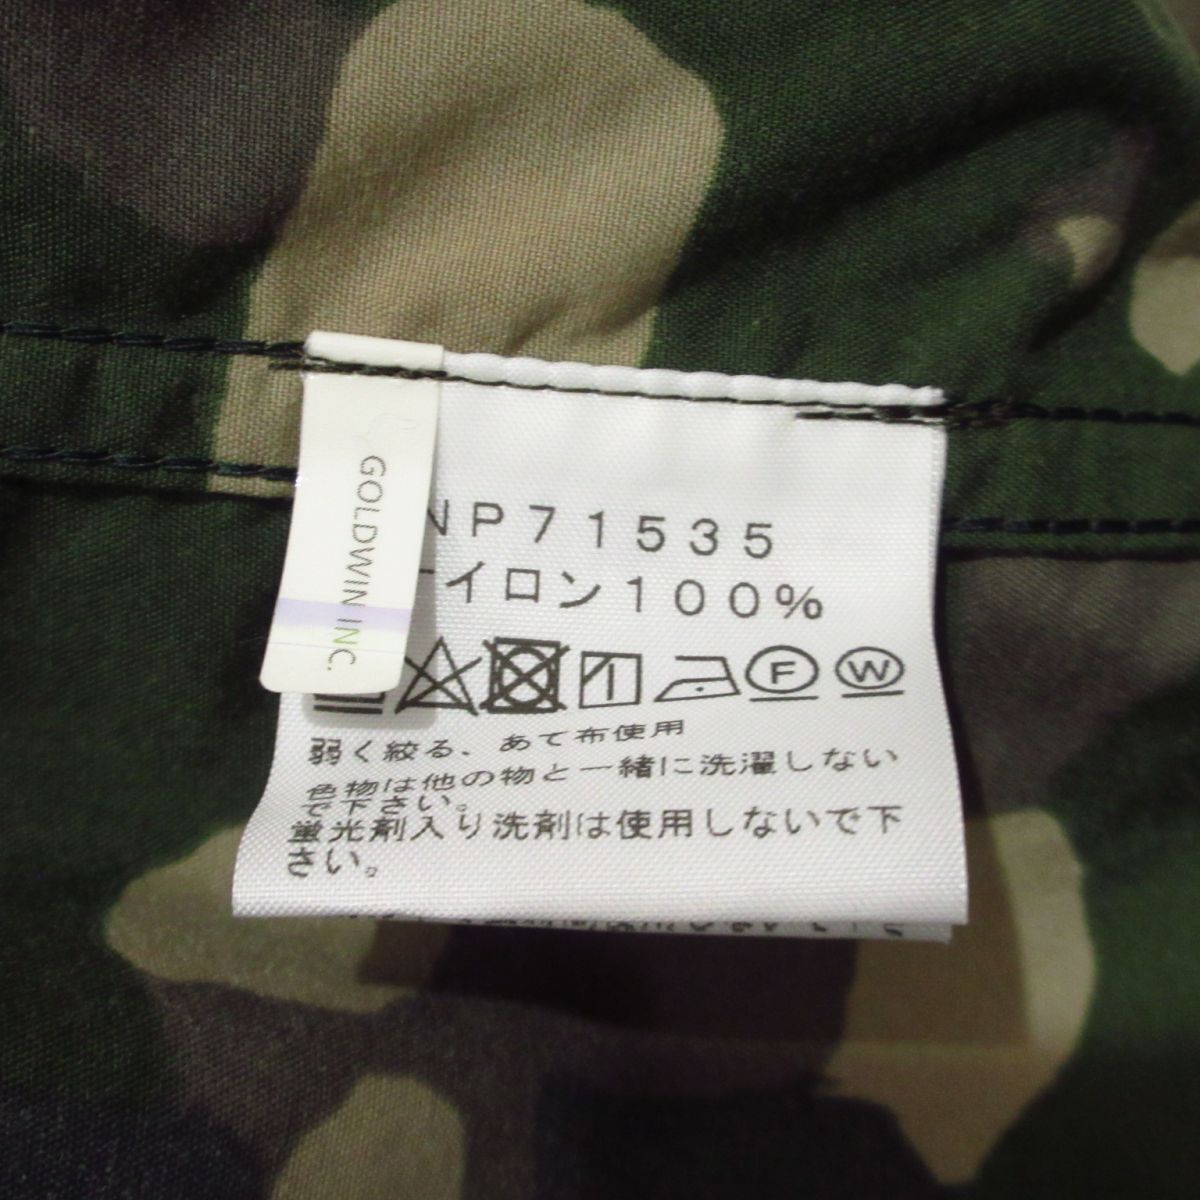 GOLDWIN INC.
NP71535
ナイロン100%
F
W
弱く絞る、あて布使用
色物は他の物と一緒に洗濯しない
で下さい。
蛍光剤入り洗剤は使用しないで下
さい。